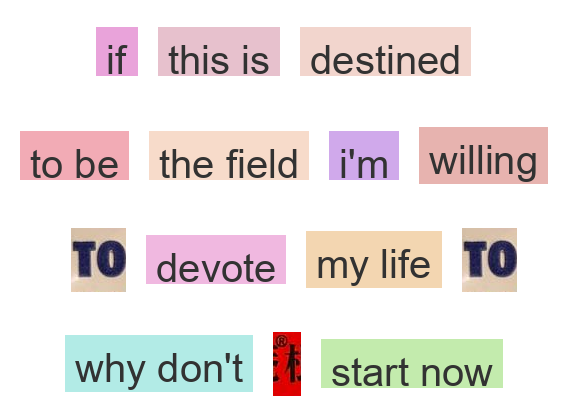 if this is destined
to be the field i'm willing
TO devote my life TO
why don't ® start now